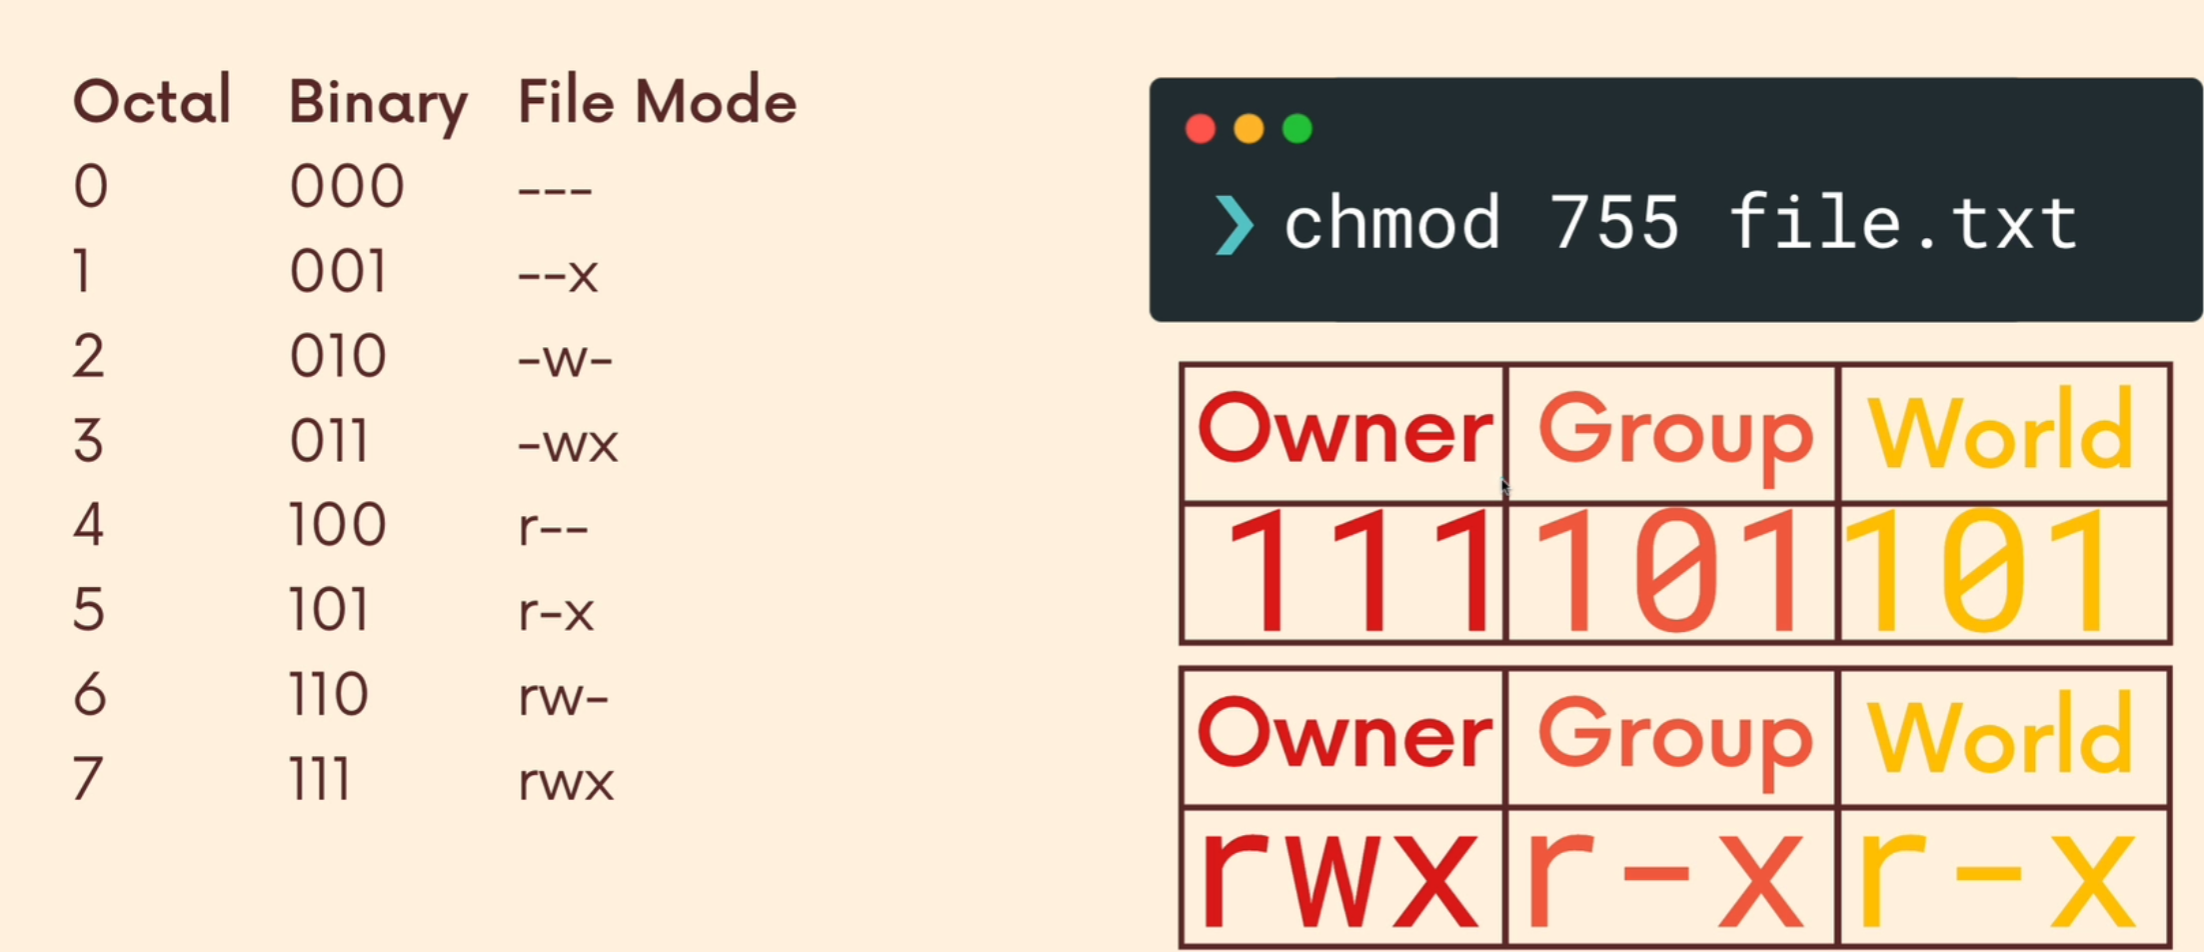 Octal Binary File Mode
0 000 ---
1 001 --x
2 010 -w-
3 011 -wx
4 100 r--
5 101 r-x
6 110 rw-
7 111 rwx
❯ chmod 755 file.txt
Owner Group World
111 101 101
Owner Group World
rwx r-x r-x